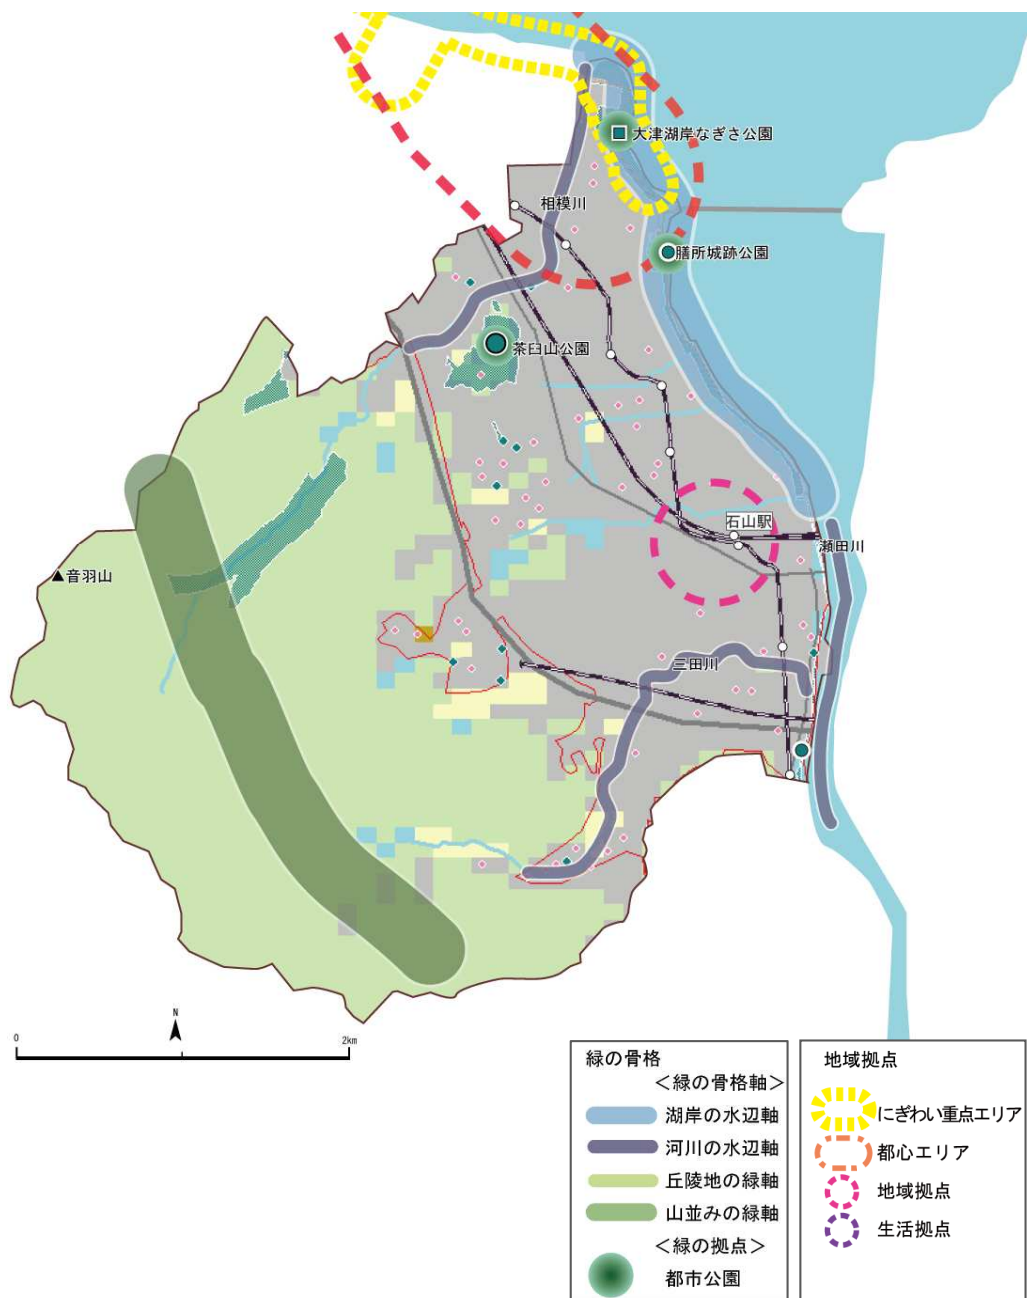 大津湖岸なぎさ公園
相模川
膳所城跡公園
茶臼山公園
石山駅
瀬田川
音羽山
三田川
N
0
2km
緑の骨格
＜緑の骨格軸＞
湖岸の水辺軸
河川の水辺軸
丘陵地の緑軸
山並みの緑軸
＜緑の拠点＞
都市公園
地域拠点
にぎわい重点エリア
都心エリア
地域拠点
生活拠点